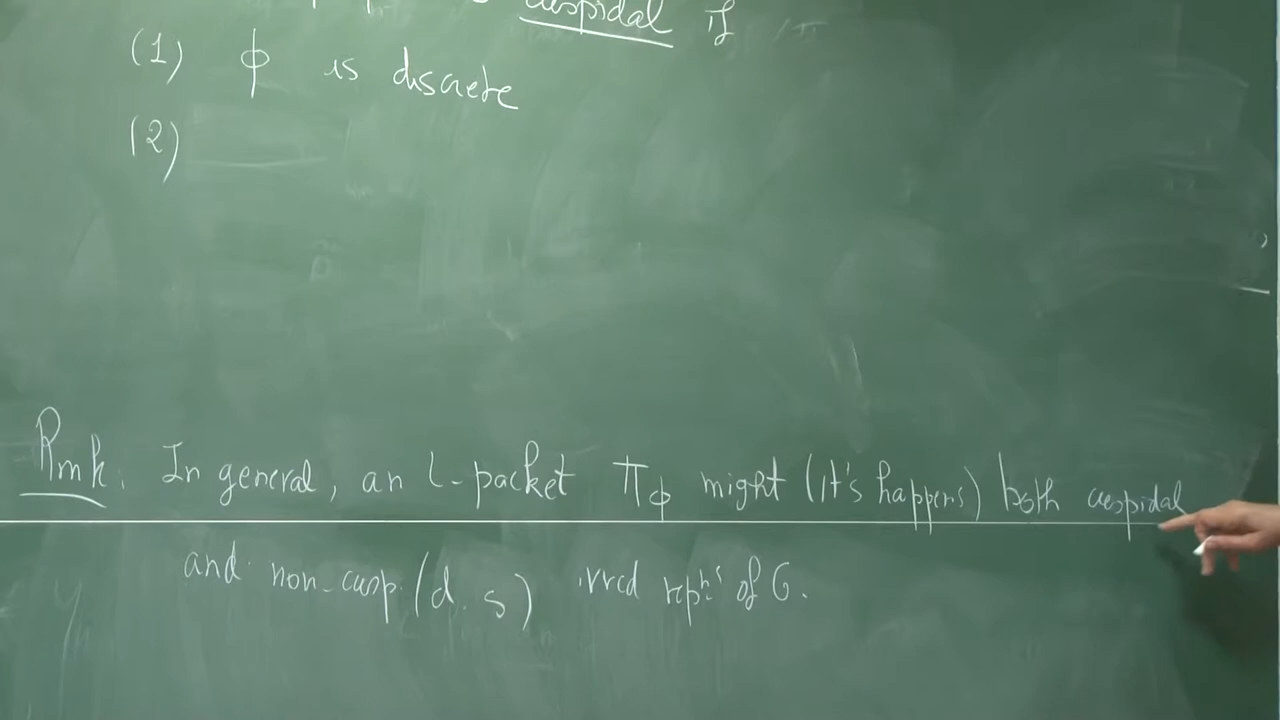 cuspidal if
(1) ϕ is discrete
(2)
Rmk. In general, an L-packet Π_ϕ might (it's happens) both cuspidal
and non-cusp (d.s) irred repns of G.